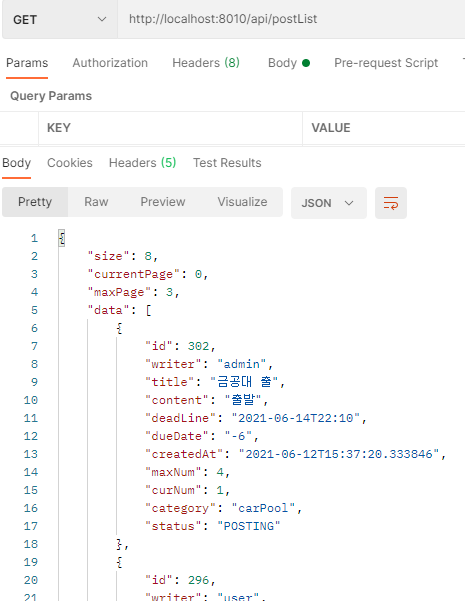 GET http://localhost:8010/api/postList
Params Authorization Headers (8) Body Pre-request Script
Query Params
KEY VALUE
Body Cookies Headers (5) Test Results
Pretty Raw Preview Visualize JSON
1 {
2 "size": 8,
3 "currentPage": 0,
4 "maxPage": 3,
5 "data": [
6 {
7 "id": 302,
8 "writer": "admin",
9 "title": "금공대 출",
10 "content": "출발",
11 "deadLine": "2021-06-14T22:10",
12 "dueDate": "-6",
13 "createdAt": "2021-06-12T15:37:20.333846",
14 "maxNum": 4,
15 "curNum": 1,
16 "category": "carPool",
17 "status": "POSTING"
18 },
19 {
20 "id": 296,
21 "writer": "user",